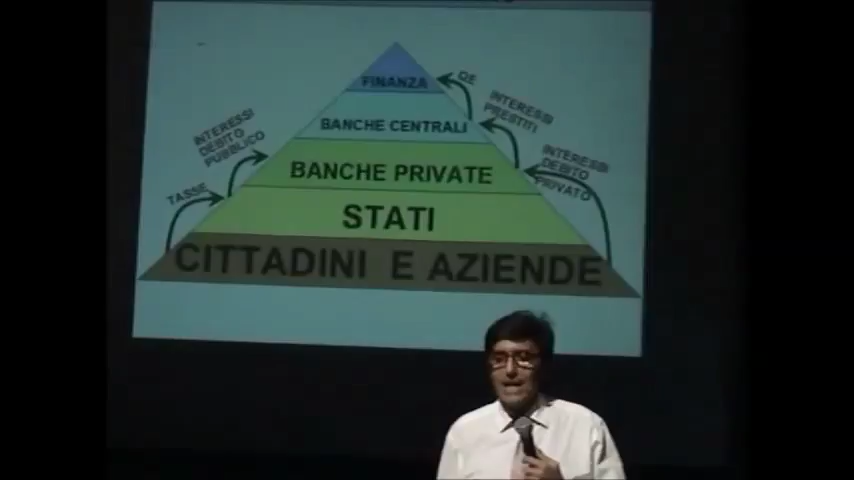 FINANZA
QE
BANCHE CENTRALI
INTERESSI
PRESTITI
INTERESSI
DEBITO
PUBBLICO
BANCHE PRIVATE
INTERESSI
DEBITO
PRIVATO
TASSE
STATI
CITTADINI E AZIENDE